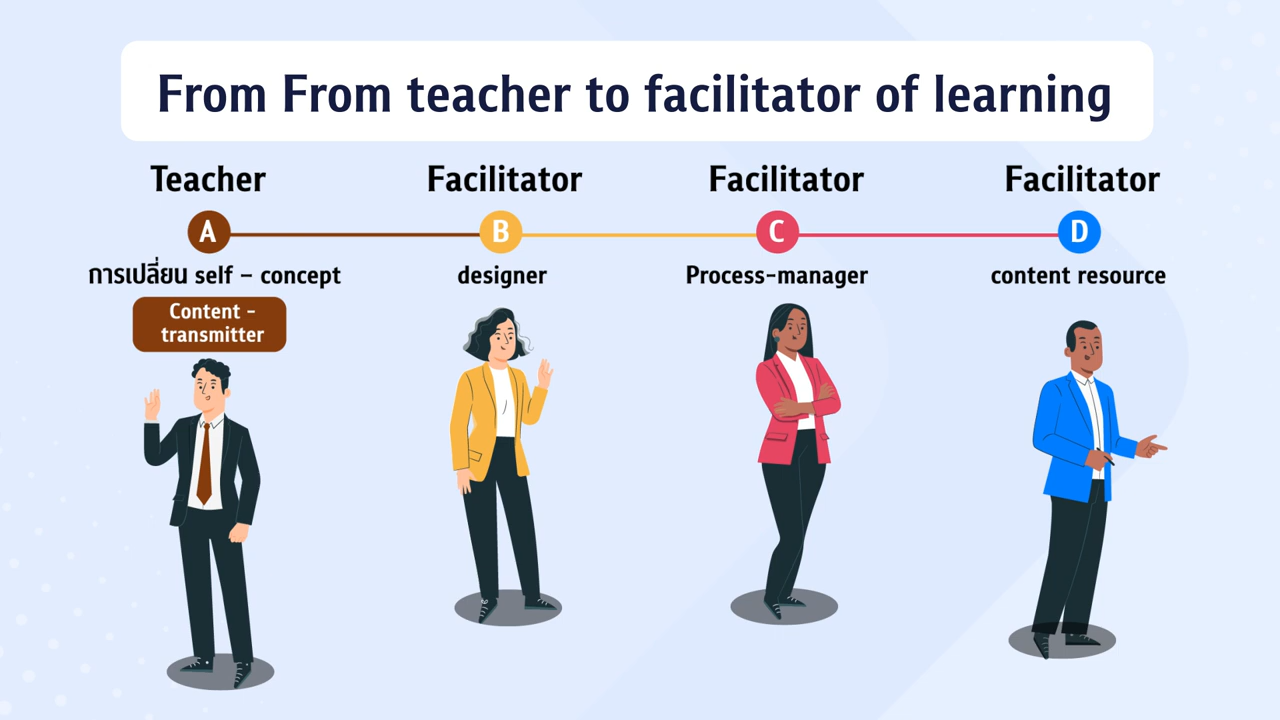 From From teacher to facilitator of learning
Teacher
Facilitator
Facilitator
Facilitator
A
B
C
D
การเปลี่ยน self - concept
designer
Process-manager
content resource
Content -
transmitter